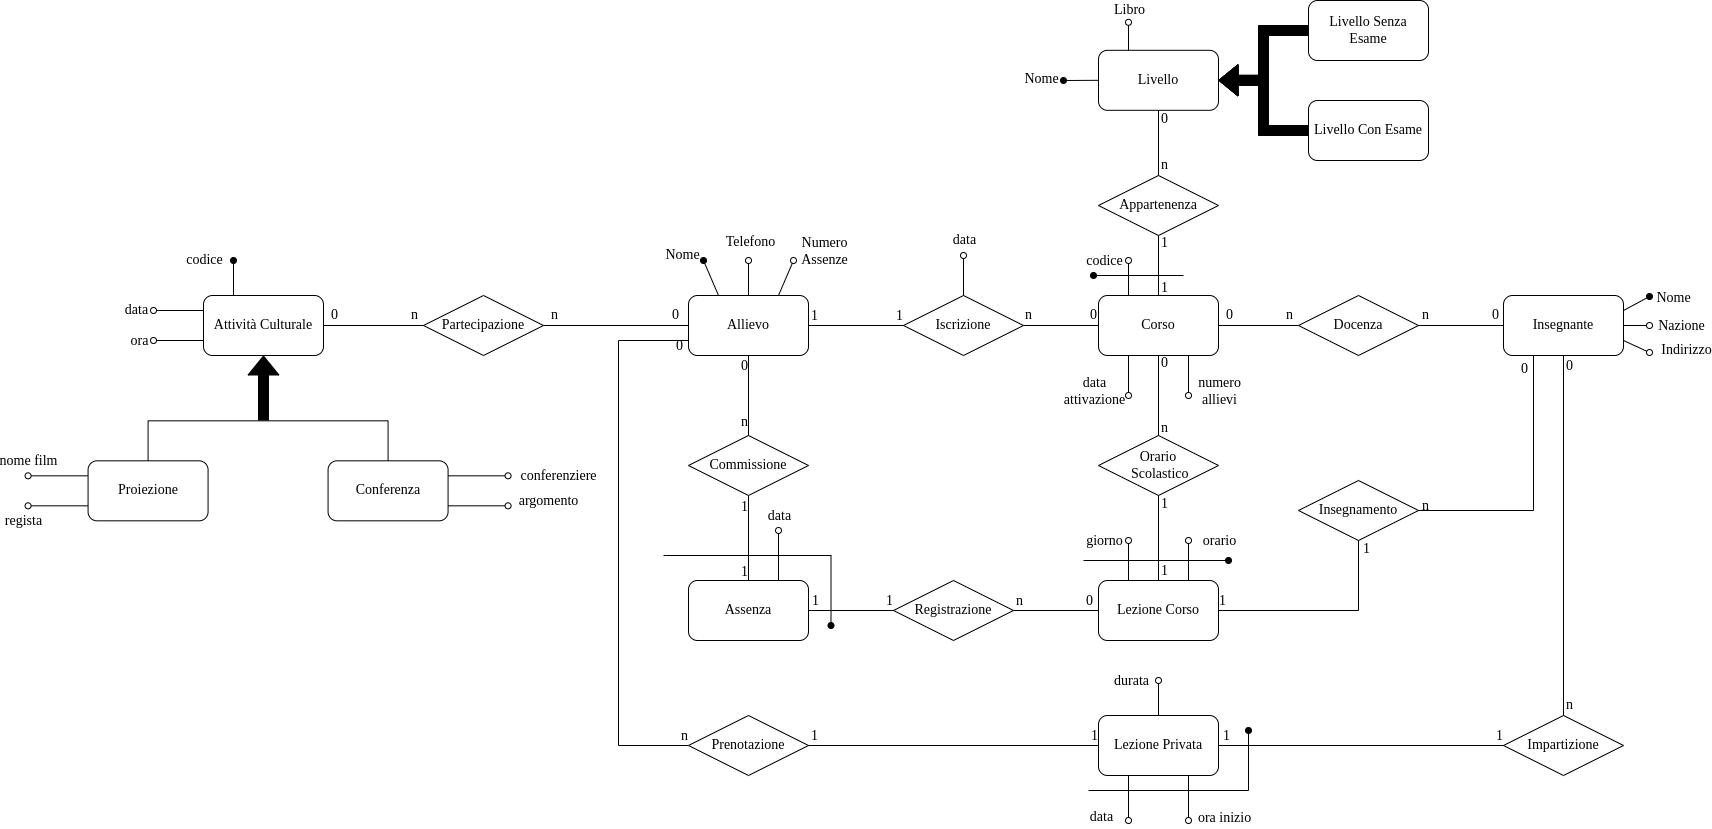 Libro
Livello Senza
Esame
Nome
Livello
0
Livello Con Esame
n
Appartenenza
1
codice
Nome
Telefono
Numero
Assenze
data
codice
1
data
ora
Attività Culturale
0
n
Partecipazione
n
0
0
Allievo
1
1
Iscrizione
n
0
Corso
0
n
Docenza
n
0
Insegnante
Nome
Nazione
Indirizzo
0
0
0
0
data
attivazione
numero
allievi
n
n
Commissione
Orario
Scolastico
nome film
regista
Proiezione
Conferenza
conferenziere
argomento
1
1
Insegnamento
n
1
data
giorno
orario
1
1
Assenza
1
1
Registrazione
n
0
Lezione Corso
1
durata
n
n
Prenotazione
1
1
Lezione Privata
1
1
Impartizione
data
ora inizio